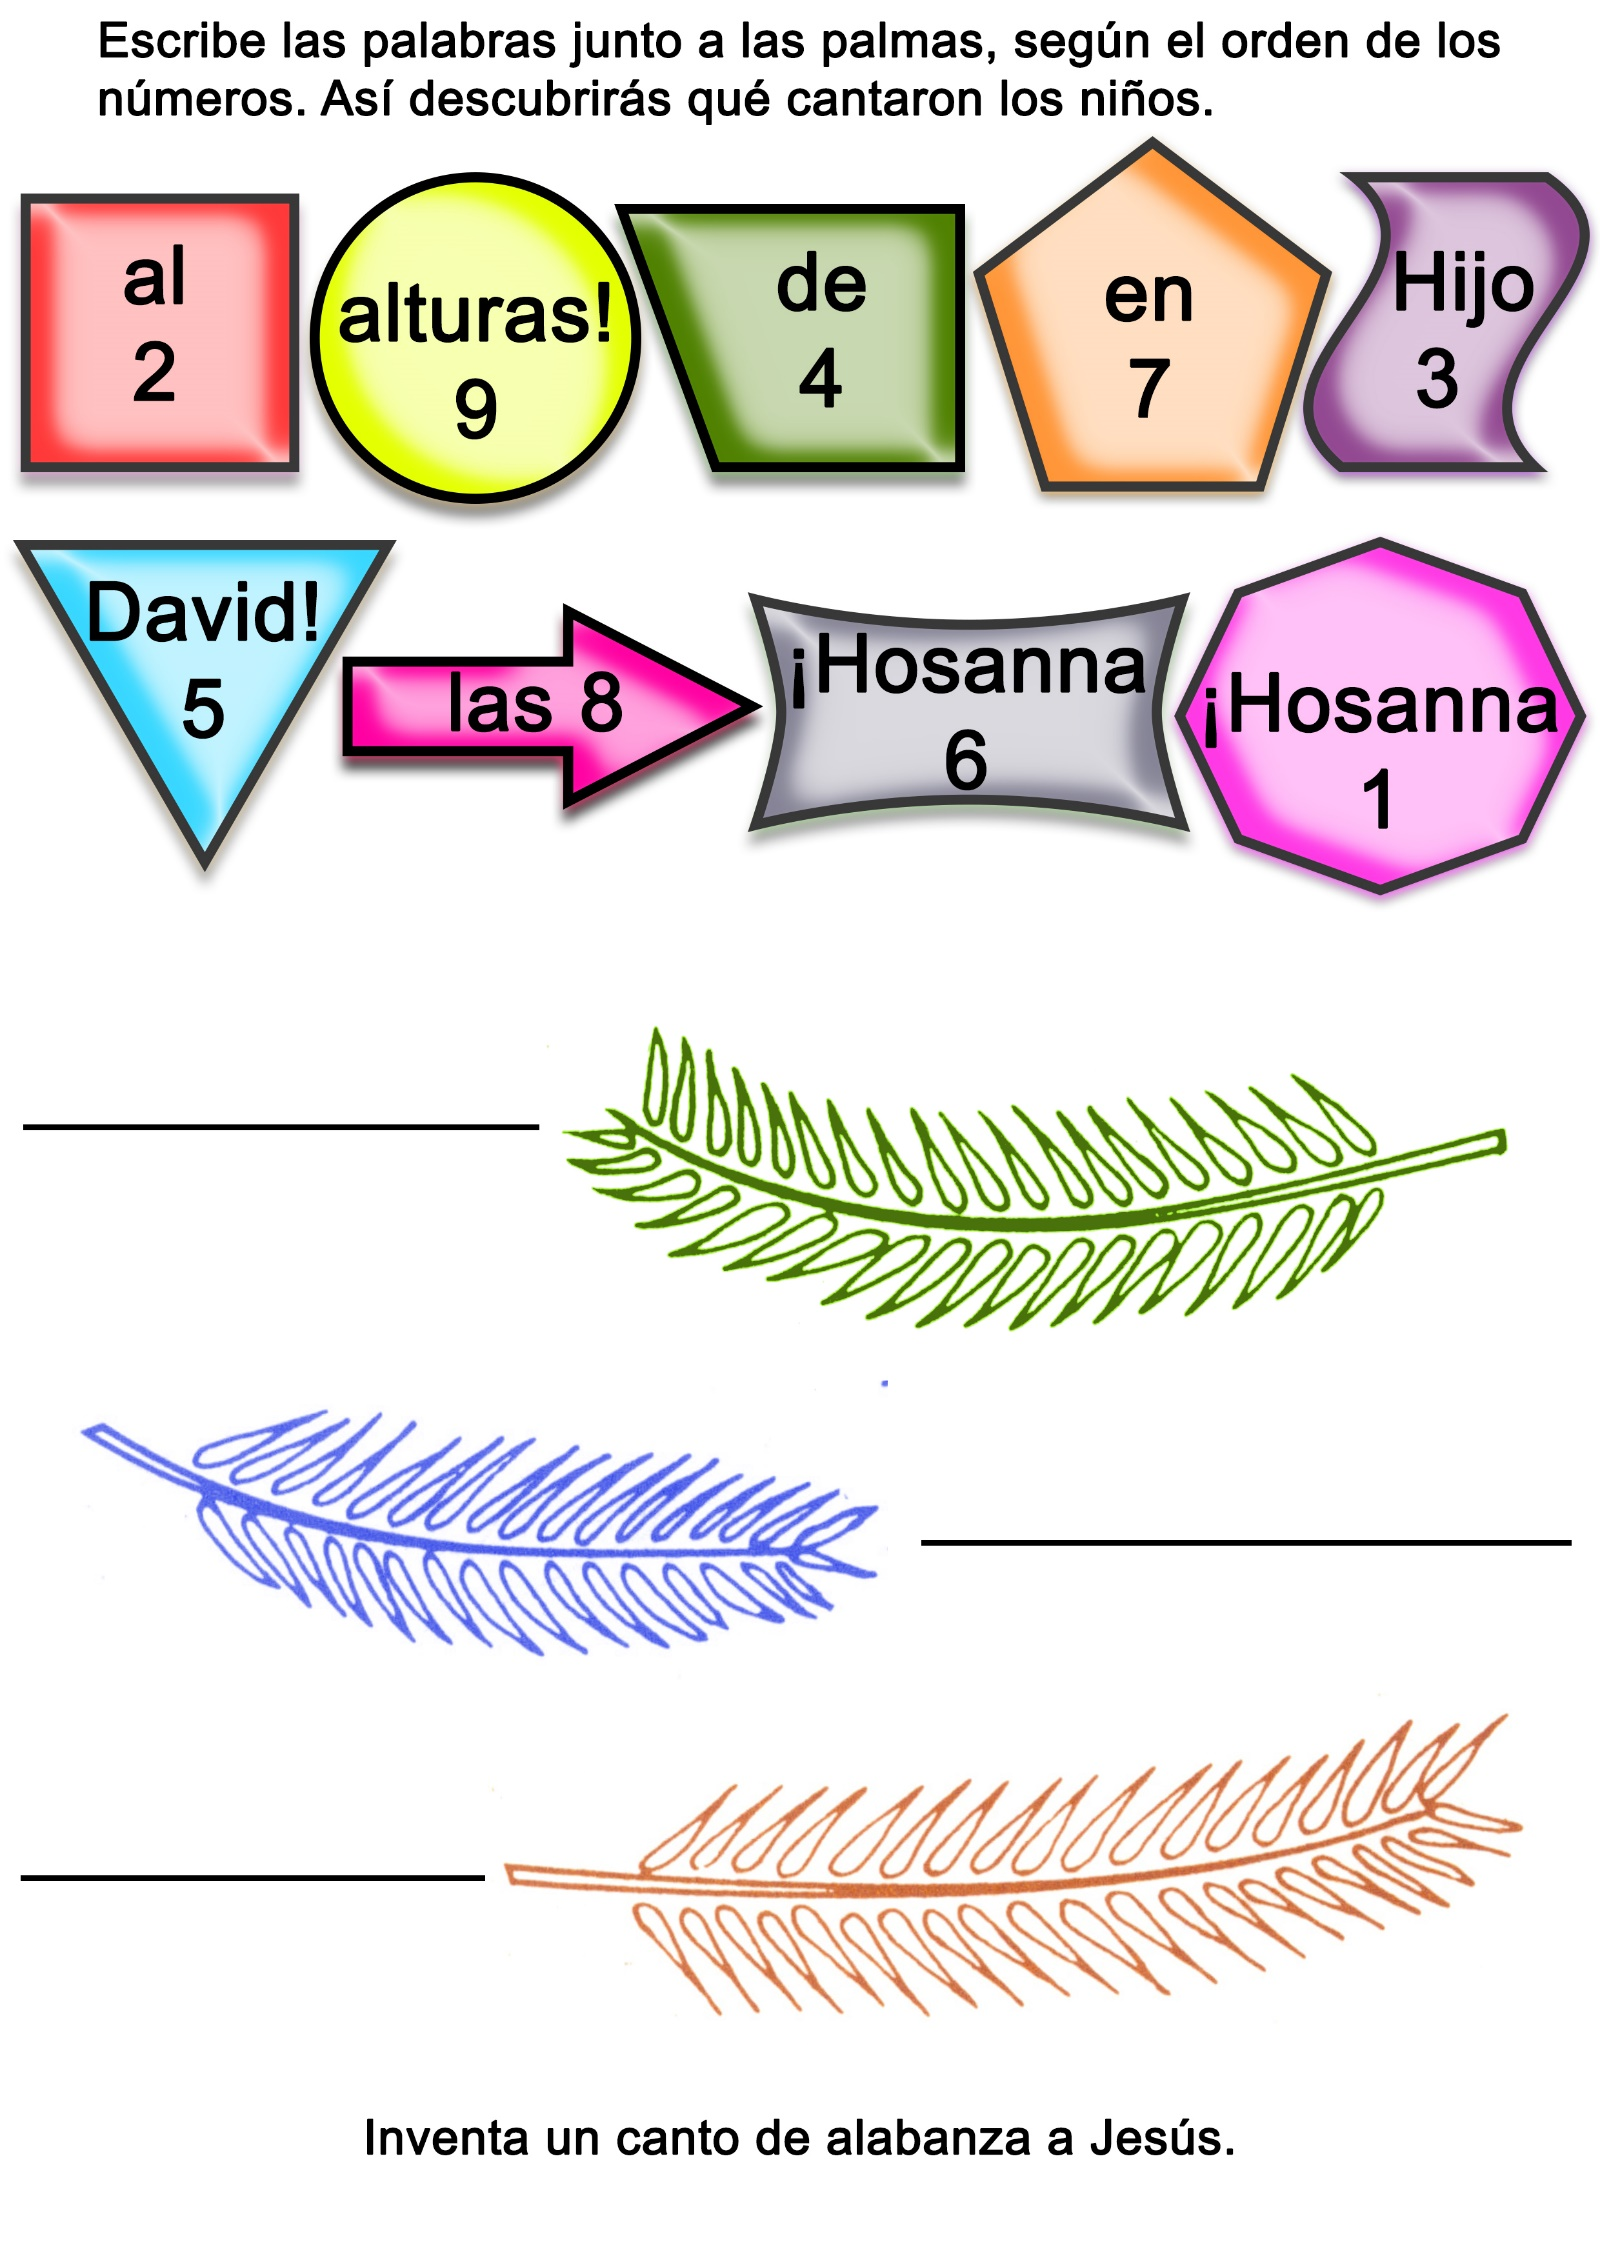 Escribe las palabras junto a las palmas, según el orden de los
números. Así descubrirás qué cantaron los niños.
al
2
alturas!
9
de
4
en
7
Hijo
3
David!
5
las 8
¡Hosanna
6
¡Hosanna
1
Inventa un canto de alabanza a Jesús.